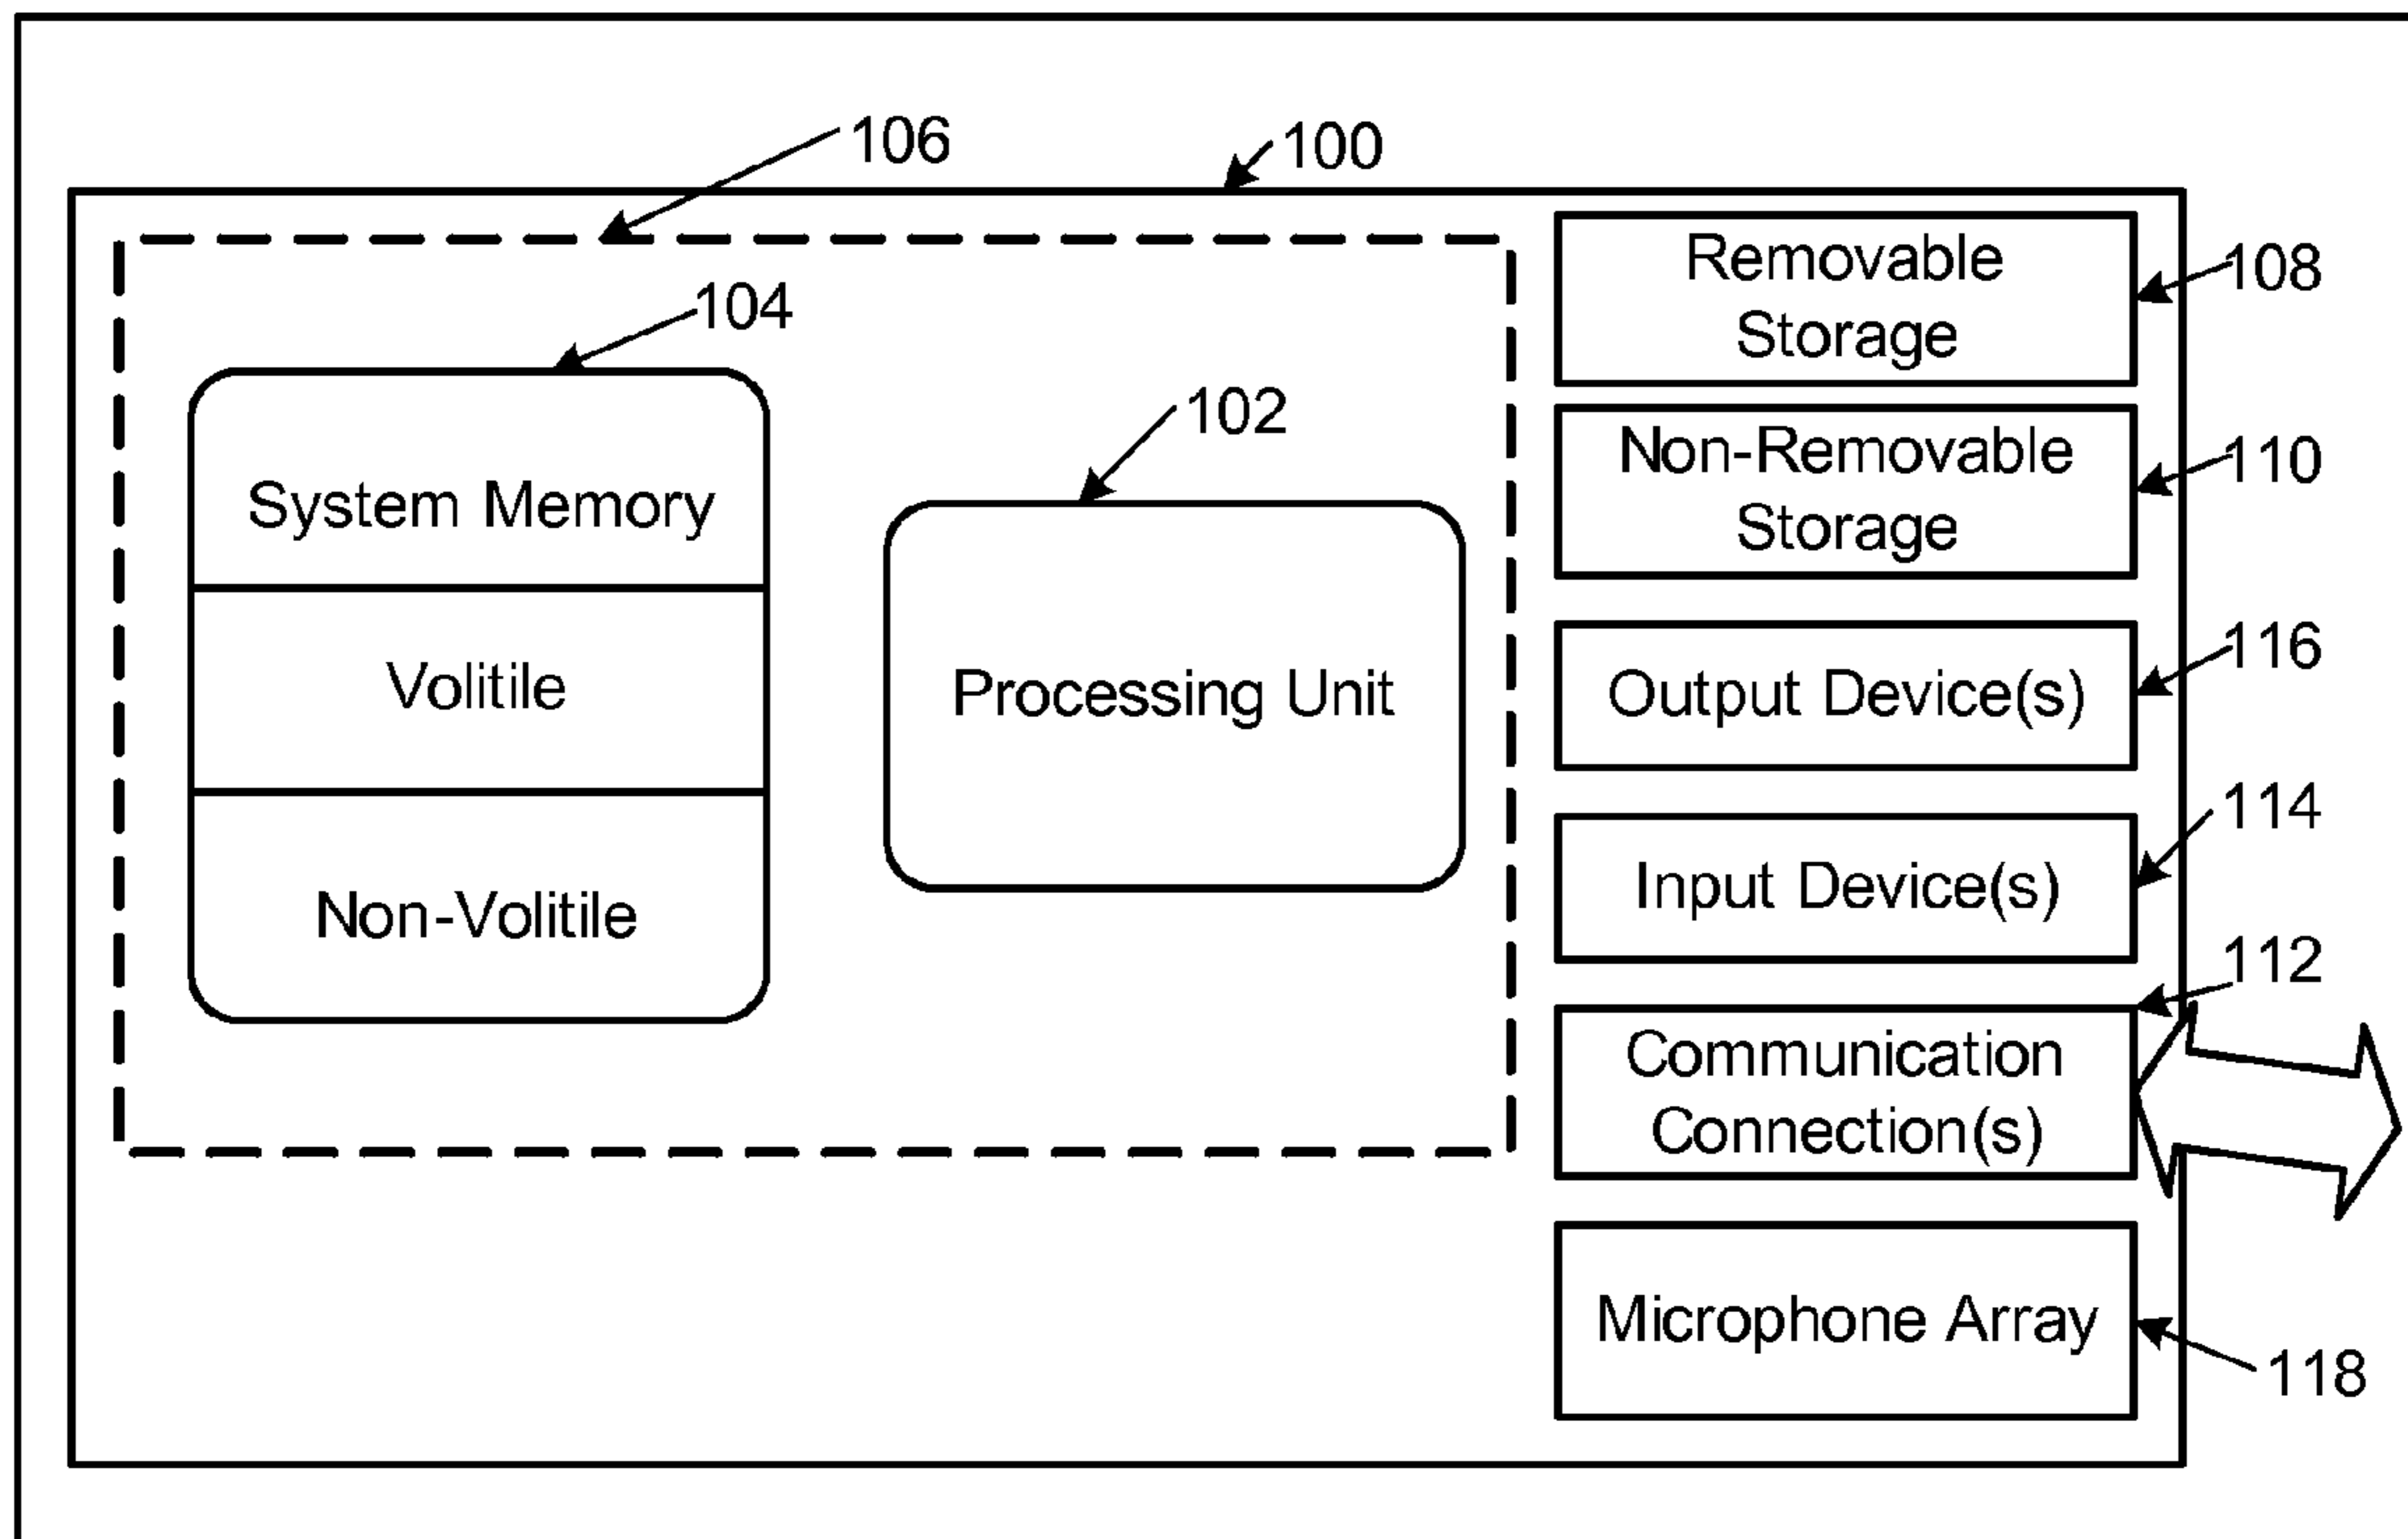 106
100
Removable
Storage
108
104
102
Non-Removable
Storage
110
System Memory
Volitile
Non-Volitile
Processing Unit
Output Device(s)
116
Input Device(s)
114
112
Communication
Connection(s)
Microphone Array
118